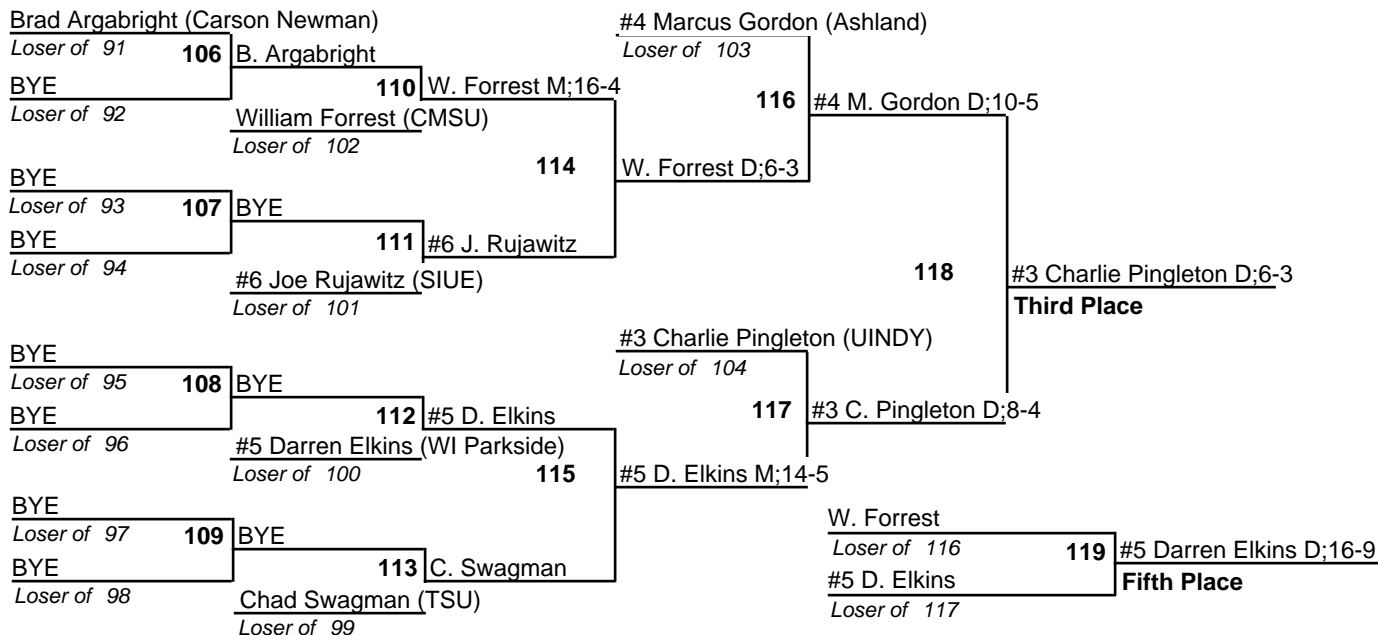 Brad Argabright (Carson Newman)
Loser of 91
106
B. Argabright
BYE
Loser of 92
110
W. Forrest M;16-4
William Forrest (CMSU)
Loser of 102
BYE
Loser of 93
107
BYE
BYE
Loser of 94
111
#6 J. Rujawitz
#6 Joe Rujawitz (SIUE)
Loser of 101
114
W. Forrest D;6-3
#4 Marcus Gordon (Ashland)
Loser of 103
116
#4 M. Gordon D;10-5
118
#3 Charlie Pingleton D;6-3
Third Place
BYE
Loser of 95
108
BYE
BYE
Loser of 96
112
#5 D. Elkins
#5 Darren Elkins (WI Parkside)
Loser of 100
115
#5 D. Elkins M;14-5
#3 Charlie Pingleton (UINDY)
Loser of 104
117
#3 C. Pingleton D;8-4
BYE
Loser of 97
109
BYE
BYE
Loser of 98
113
C. Swagman
Chad Swagman (TSU)
Loser of 99
W. Forrest
Loser of 116
119
#5 Darren Elkins D;16-9
#5 D. Elkins
Fifth Place
Loser of 117